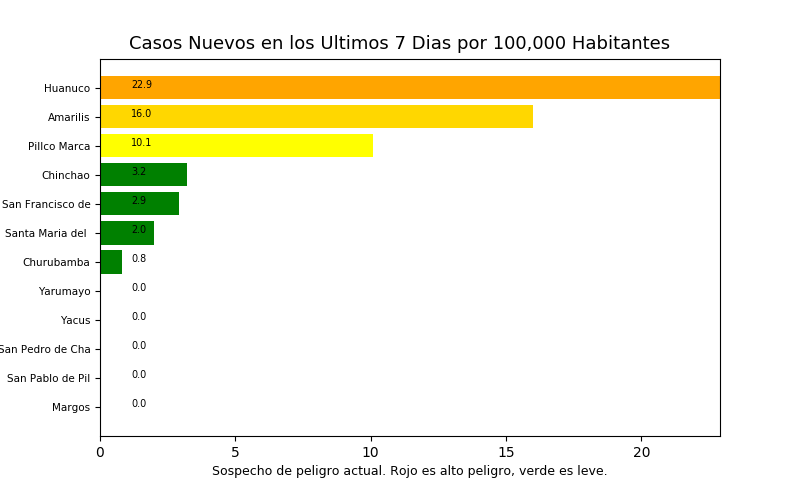 Casos Nuevos en los Ultimos 7 Dias por 100,000 Habitantes
Huanuco 22.9
Amarilis 16.0
Pillco Marca 10.1
Chinchao 3.2
San Francisco de 2.9
Santa Maria del 2.0
Churubamba 0.8
Yarumayo 0.0
Yacus 0.0
San Pedro de Cha 0.0
San Pablo de Pil 0.0
Margos 0.0
0 5 10 15 20
Sospecho de peligro actual. Rojo es alto peligro, verde es leve.